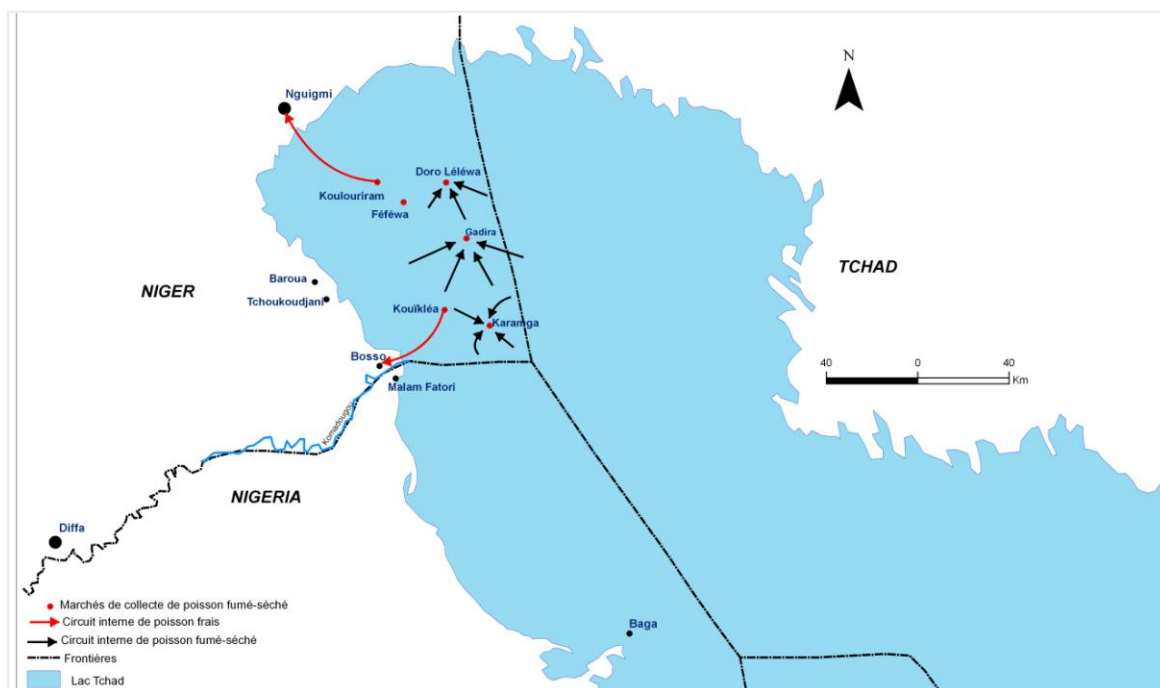 N
Nguigmi
Doro Léléwa
Koulouriram
Féféwa
Gadira
TCHAD
Baroua
NIGER
Tchoukoudjani
Kouïkléa
Karamga
Bosso
Malam Fatori
40 0 40
Km
Komadougou
NIGERIA
Diffa
Marchés de collecte de poisson fumé-séché
Circuit interne de poisson frais
Circuit interne de poisson fumé-séché
Frontières
Lac Tchad
Baga